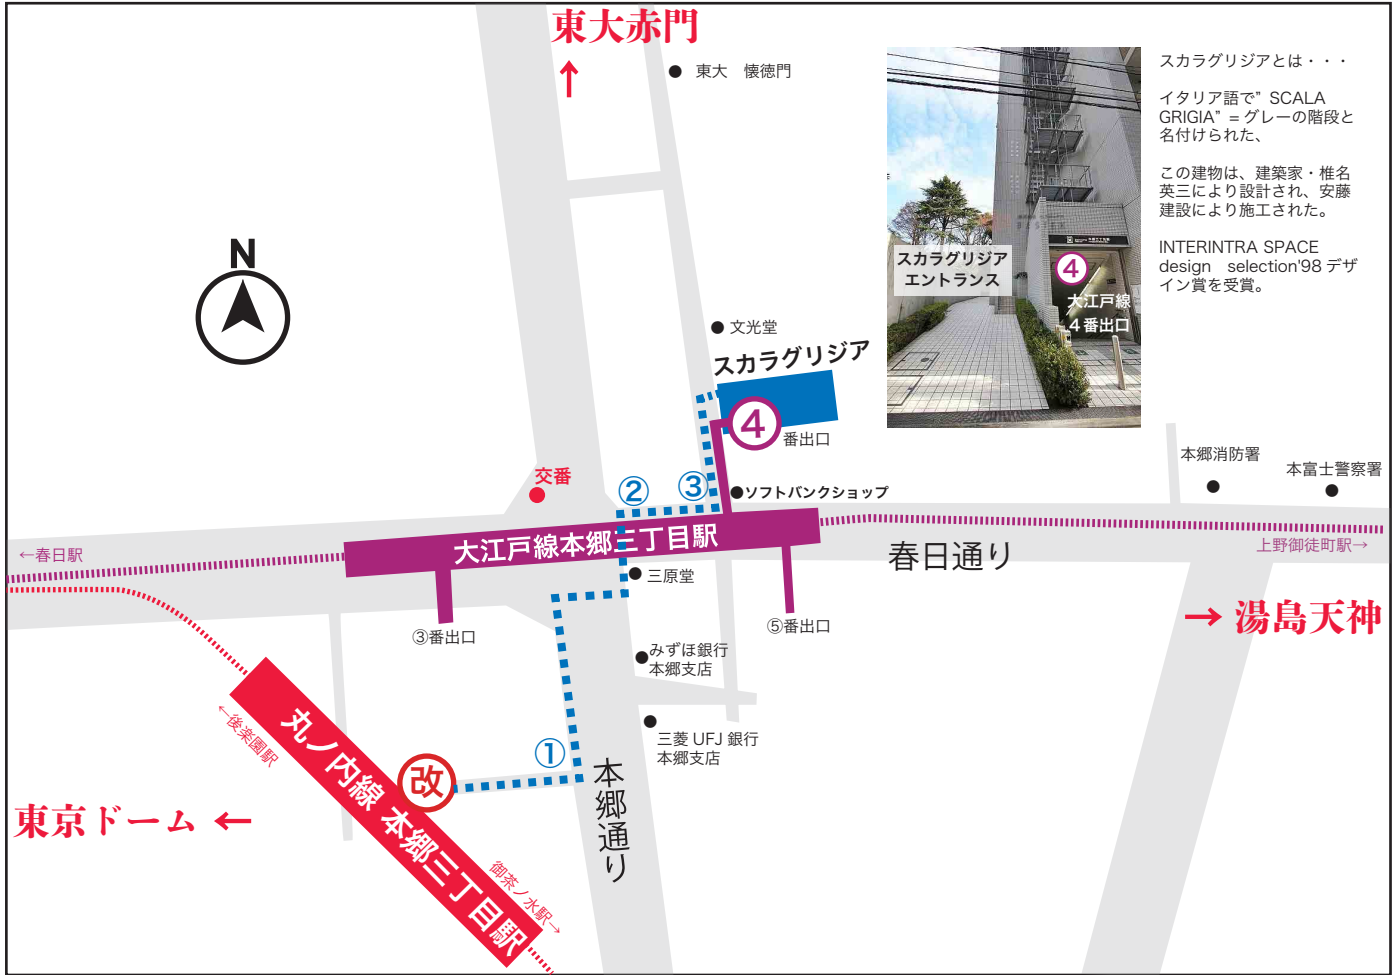 東大赤門
↑
東大　懐徳門
スカラグリジアとは・・・
イタリア語で”SCALA
GRIGIA”＝グレーの階段と
名付けられた、
この建物は、建築家・椎名
英三により設計され、安藤
建設により施工された。
INTERINTRA SPACE
design　selection'98 デザ
イン賞を受賞。
スカラグリジア
エントランス
4
大江戸線
4番出口
N
文光堂
スカラグリジア
4
番出口
交番
②
③
ソフトバンクショップ
本郷消防署
本富士警察署
大江戸線本郷三丁目駅
←春日駅
春日通り
上野御徒町駅→
三原堂
③番出口
⑤番出口
→ 湯島天神
みずほ銀行
本郷支店
三菱 UFJ 銀行
本郷支店
←後楽園駅
①
改
本郷通り
丸ノ内線 本郷三丁目駅
東京ドーム ←
御茶ノ水駅→